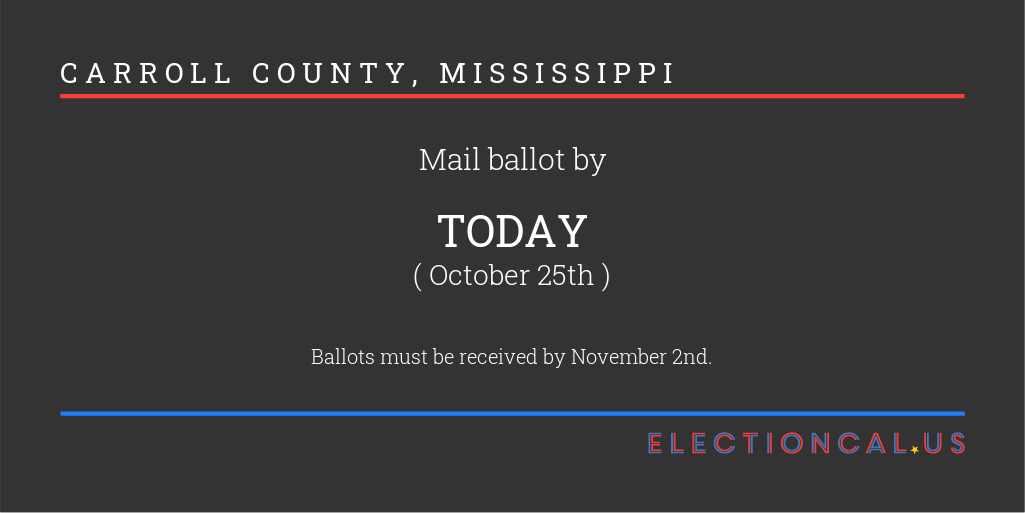 CARROLL COUNTY, MISSISSIPPI
Mail ballot by
TODAY
( October 25th )
Ballots must be received by November 2nd.
ELECTIONCAL.US